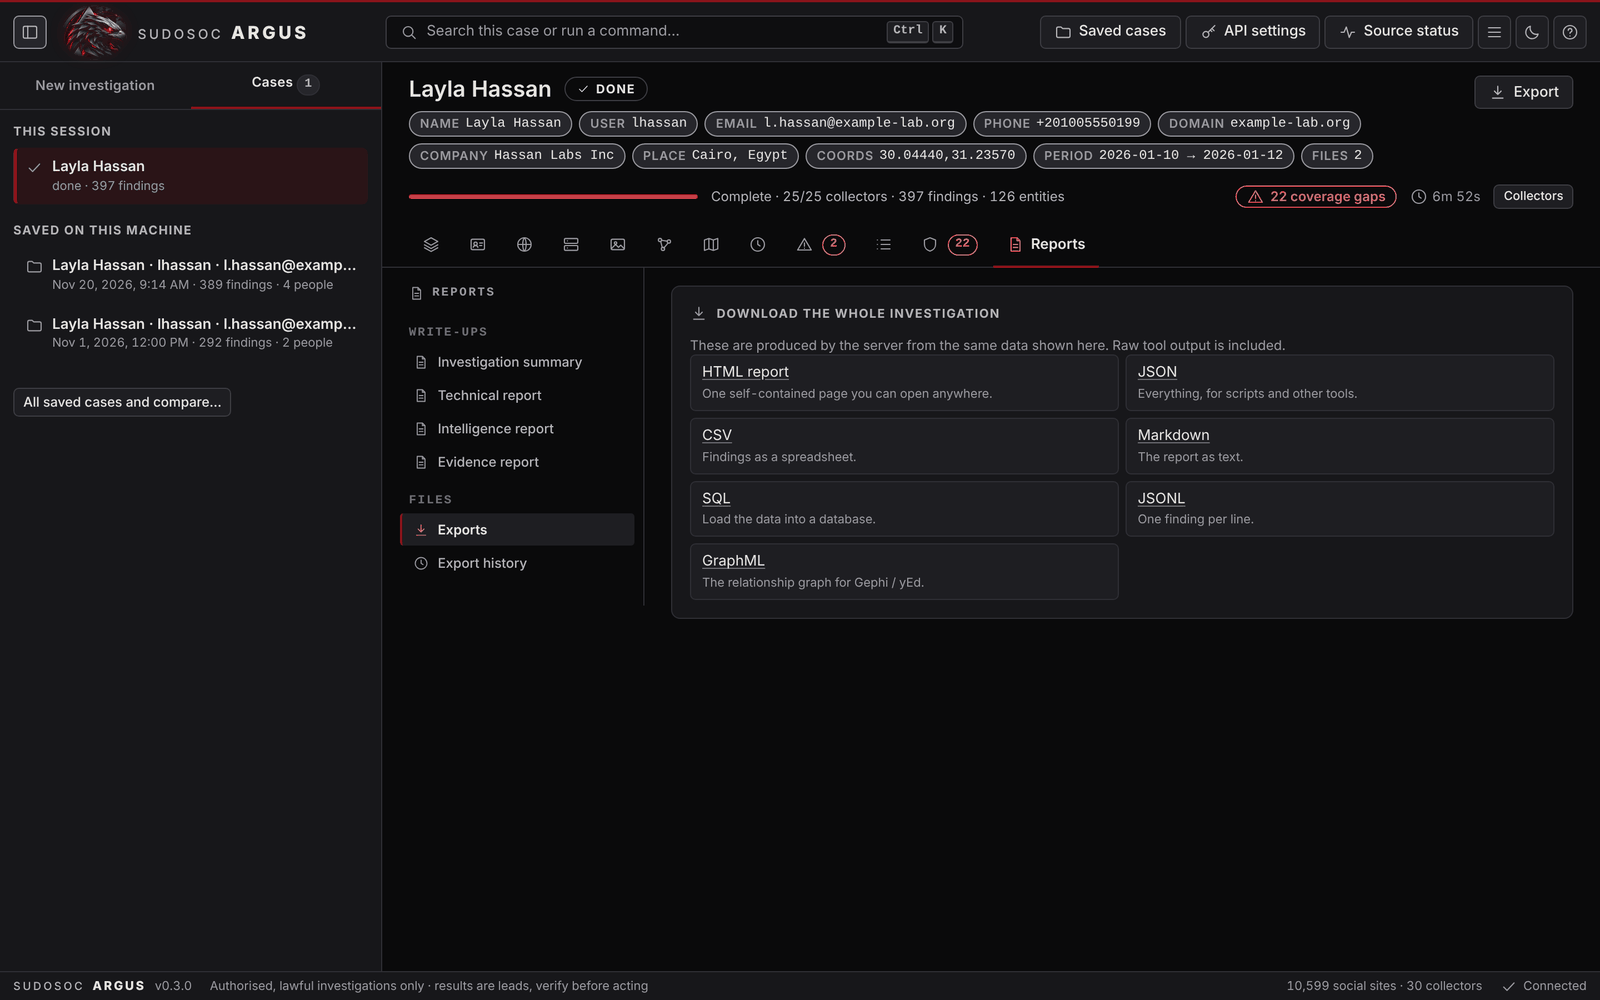 SUDOSOC ARGUS
Search this case or run a command...
Ctrl K
Saved cases
API settings
Source status
New investigation
Cases 1
THIS SESSION
Layla Hassan
done · 397 findings
SAVED ON THIS MACHINE
Layla Hassan · lhassan · l.hassan@examp...
Nov 20, 2026, 9:14 AM · 389 findings · 4 people
Layla Hassan · lhassan · l.hassan@examp...
Nov 1, 2026, 12:00 PM · 292 findings · 2 people
All saved cases and compare...
Layla Hassan
DONE
Export
NAME Layla Hassan
USER lhassan
EMAIL l.hassan@example-lab.org
PHONE +201005550199
DOMAIN example-lab.org
COMPANY Hassan Labs Inc
PLACE Cairo, Egypt
COORDS 30.04440,31.23570
PERIOD 2026-01-10 → 2026-01-12
FILES 2
Complete · 25/25 collectors · 397 findings · 126 entities
22 coverage gaps
6m 52s
Collectors
2
22
Reports
REPORTS
WRITE-UPS
Investigation summary
Technical report
Intelligence report
Evidence report
FILES
Exports
Export history
DOWNLOAD THE WHOLE INVESTIGATION
These are produced by the server from the same data shown here. Raw tool output is included.
HTML report
One self-contained page you can open anywhere.
JSON
Everything, for scripts and other tools.
CSV
Findings as a spreadsheet.
Markdown
The report as text.
SQL
Load the data into a database.
JSONL
One finding per line.
GraphML
The relationship graph for Gephi / yEd.
SUDOSOC ARGUS v0.3.0
Authorised, lawful investigations only · results are leads, verify before acting
10,599 social sites · 30 collectors
Connected